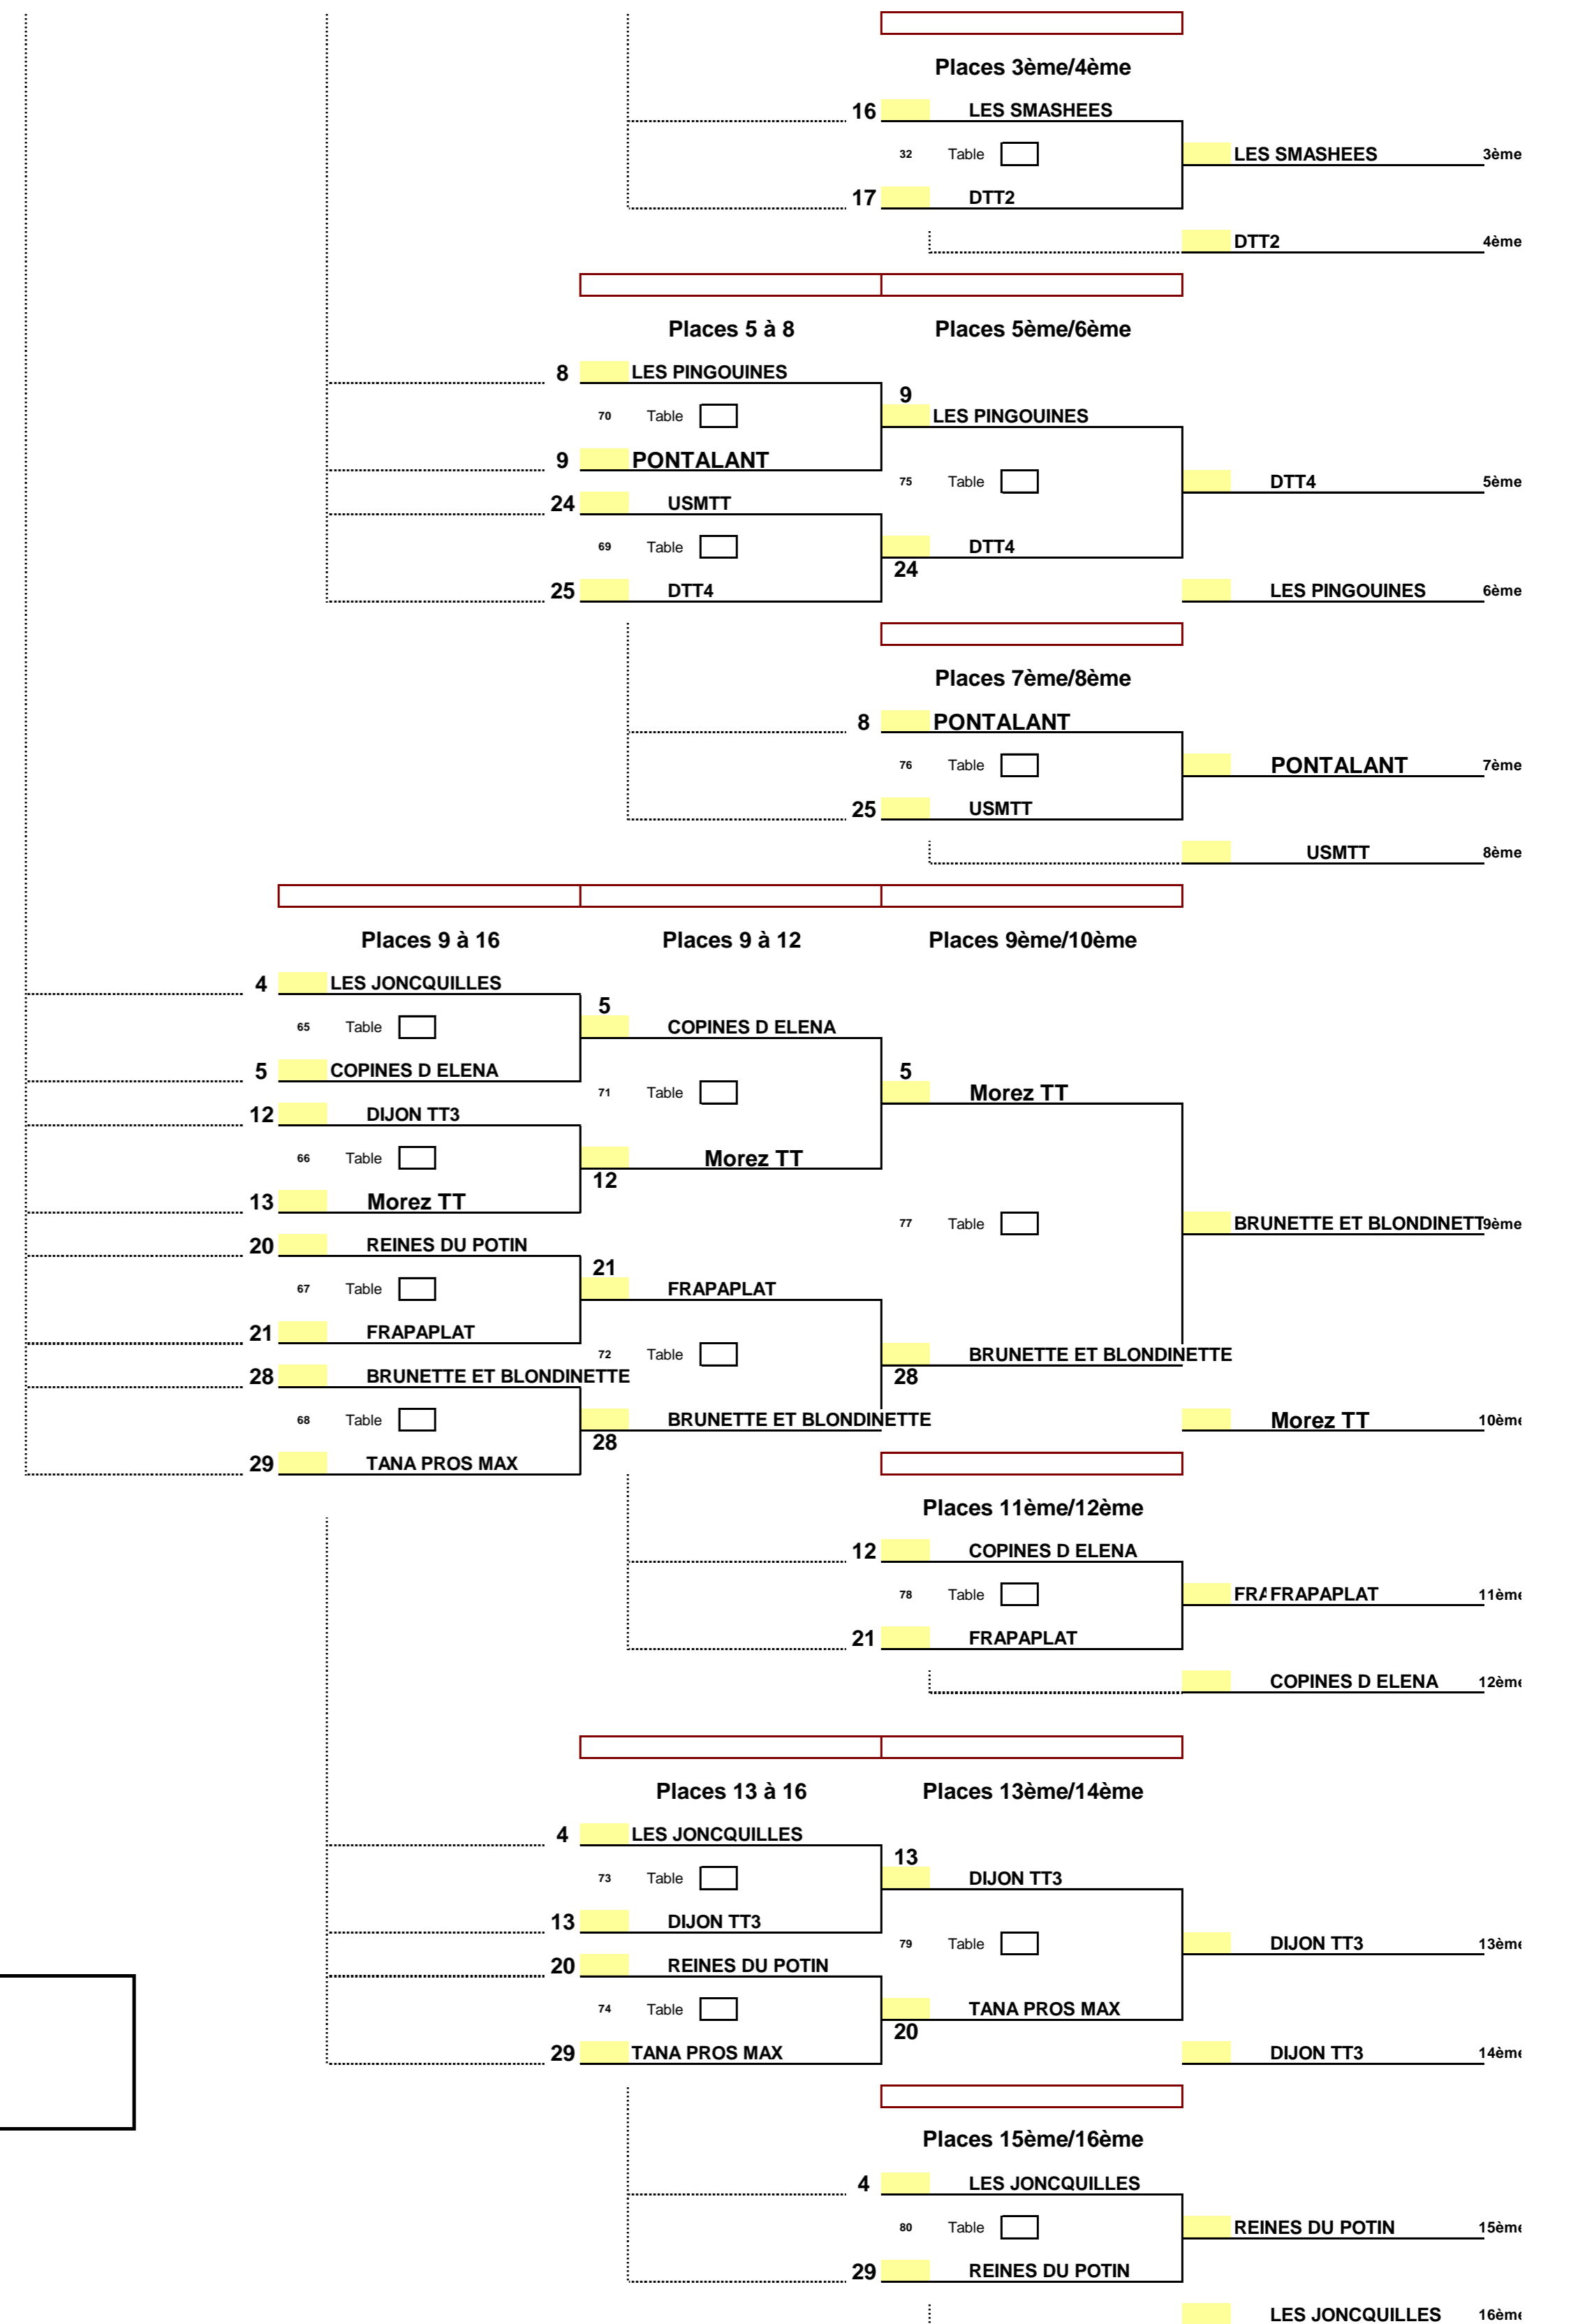 Places 3ème/4ème
16 LES SMASHEES
32 Table LES SMASHEES 3ème
17 DTT2
DTT2 4ème
Places 5 à 8 Places 5ème/6ème
8 LES PINGOUINES
9
70 Table LES PINGOUINES
9 PONTALANT
75 Table DTT4 5ème
24 USMTT
69 Table DTT4
24
25 DTT4 LES PINGOUINES 6ème
Places 7ème/8ème
8 PONTALANT
76 Table PONTALANT 7ème
25 USMTT
USMTT 8ème
Places 9 à 16 Places 9 à 12 Places 9ème/10ème
4 LES JONCQUILLES
5
65 Table COPINES D ELENA
5 COPINES D ELENA 5
71 Table Morez TT
12 DIJON TT3
66 Table Morez TT
12
13 Morez TT
77 Table BRUNETTE ET BLONDINETT 9ème
20 REINES DU POTIN
21
67 Table FRAPAPLAT
21 FRAPAPLAT
72 Table BRUNETTE ET BLONDINETTE
28 BRUNETTE ET BLONDINETTE 28
68 Table BRUNETTE ET BLONDINETTE Morez TT 10ème
28
29 TANA PROS MAX
Places 11ème/12ème
12 COPINES D ELENA
78 Table FRAFRAPAPLAT 11ème
21 FRAPAPLAT
COPINES D ELENA 12ème
Places 13 à 16 Places 13ème/14ème
4 LES JONCQUILLES
13
73 Table DIJON TT3
13 DIJON TT3
79 Table DIJON TT3 13ème
20 REINES DU POTIN
74 Table TANA PROS MAX
20
29 TANA PROS MAX DIJON TT3 14ème
Places 15ème/16ème
4 LES JONCQUILLES
80 Table REINES DU POTIN 15ème
29 REINES DU POTIN
LES JONCQUILLES 16ème